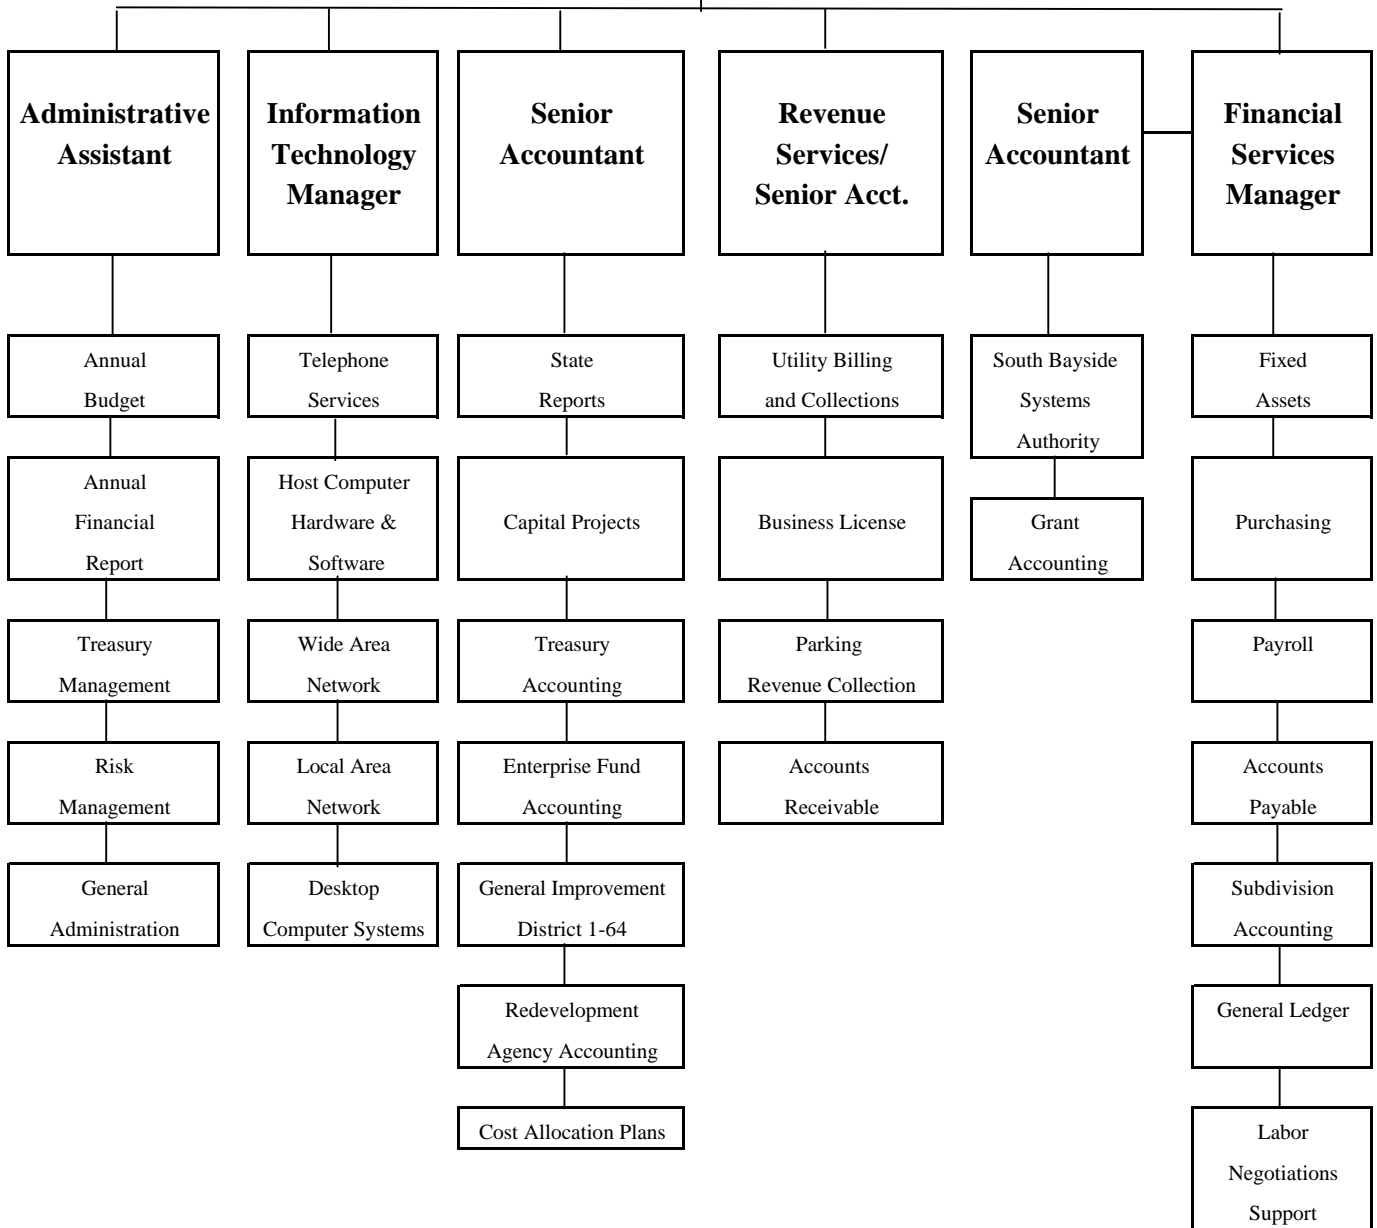 Administrative
Assistant
Information
Technology
Manager
Senior
Accountant
Revenue
Services/
Senior Acct.
Senior
Accountant
Financial
Services
Manager
Annual
Budget
Annual
Financial
Report
Treasury
Management
Risk
Management
General
Administration
Telephone
Services
Host Computer
Hardware &
Software
Wide Area
Network
Local Area
Network
Desktop
Computer Systems
State
Reports
Capital Projects
Treasury
Accounting
Enterprise Fund
Accounting
General Improvement
District 1-64
Redevelopment
Agency Accounting
Cost Allocation Plans
Utility Billing
and Collections
Business License
Parking
Revenue Collection
Accounts
Receivable
South Bayside
Systems
Authority
Grant
Accounting
Fixed
Assets
Purchasing
Payroll
Accounts
Payable
Subdivision
Accounting
General Ledger
Labor
Negotiations
Support